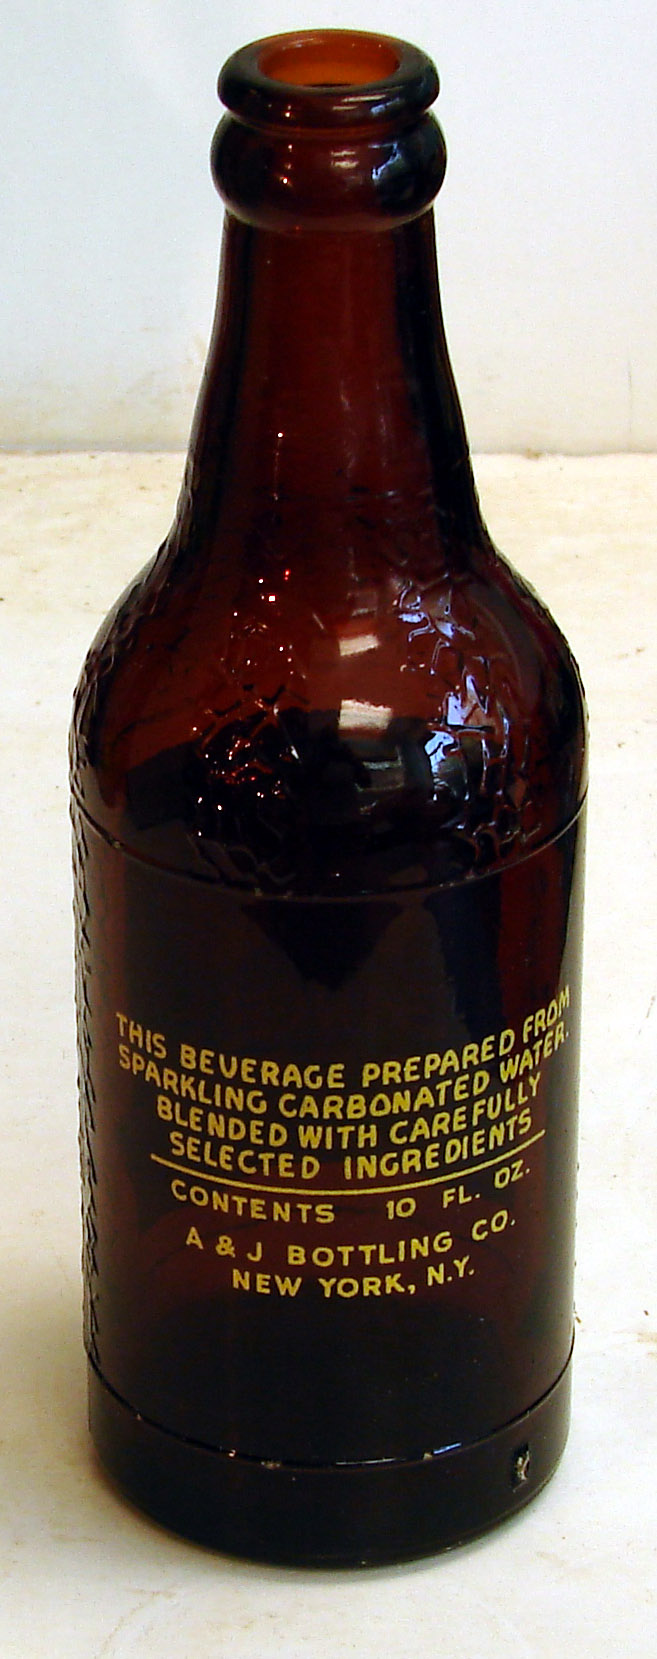 THIS BEVERAGE PREPARED FROM
SPARKLING CARBONATED WATER.
BLENDED WITH CAREFULLY
SELECTED INGREDIENTS
CONTENTS 10 FL. OZ.
A & J BOTTLING CO.
NEW YORK, N.Y.